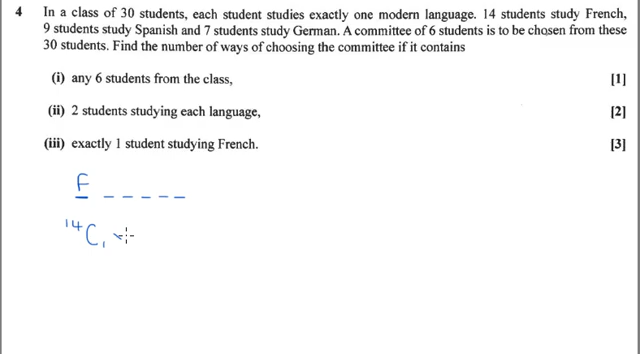 4 In a class of 30 students, each student studies exactly one modern language. 14 students study French,
9 students study Spanish and 7 students study German. A committee of 6 students is to be chosen from these
30 students. Find the number of ways of choosing the committee if it contains
(i) any 6 students from the class, [1]
(ii) 2 students studying each language, [2]
(iii) exactly 1 student studying French. [3]
F _ _ _ _ _
¹⁴C₁ ×